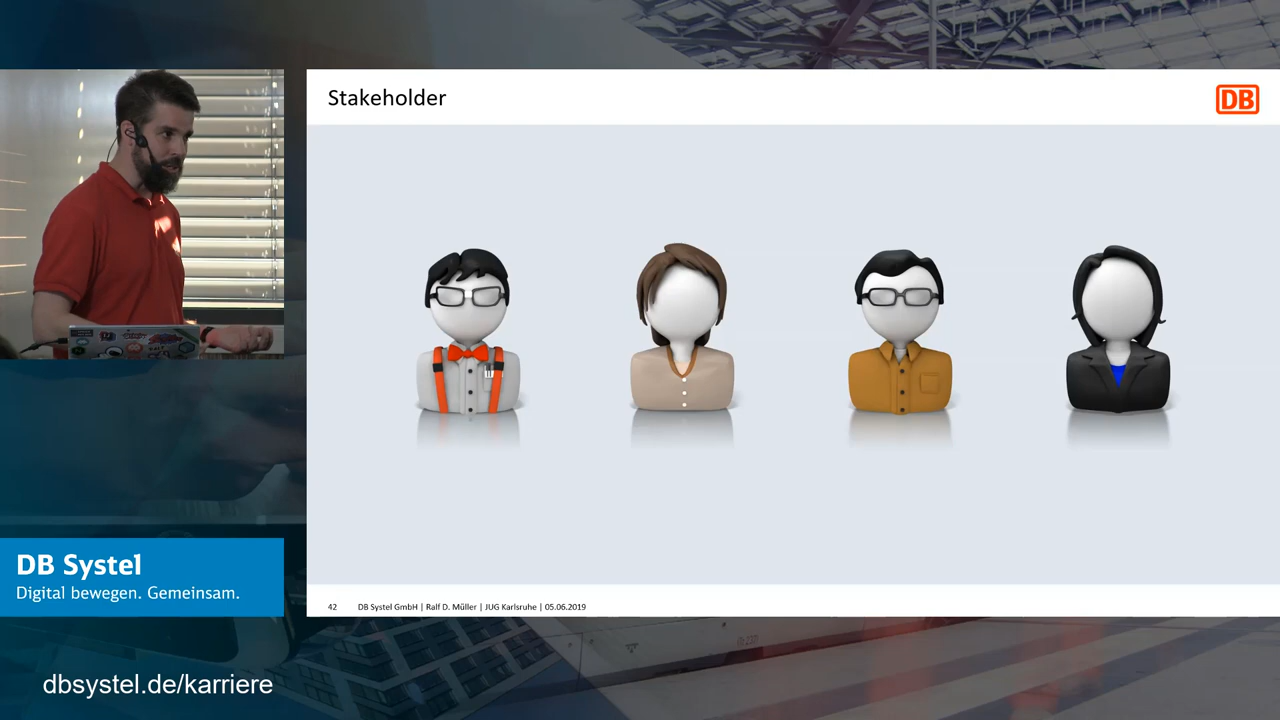 Stakeholder
DB
DB Systel
Digital bewegen. Gemeinsam.
42 DB Systel GmbH | Ralf D. Müller | JUG Karlsruhe | 05.06.2019
dbsystel.de/karriere